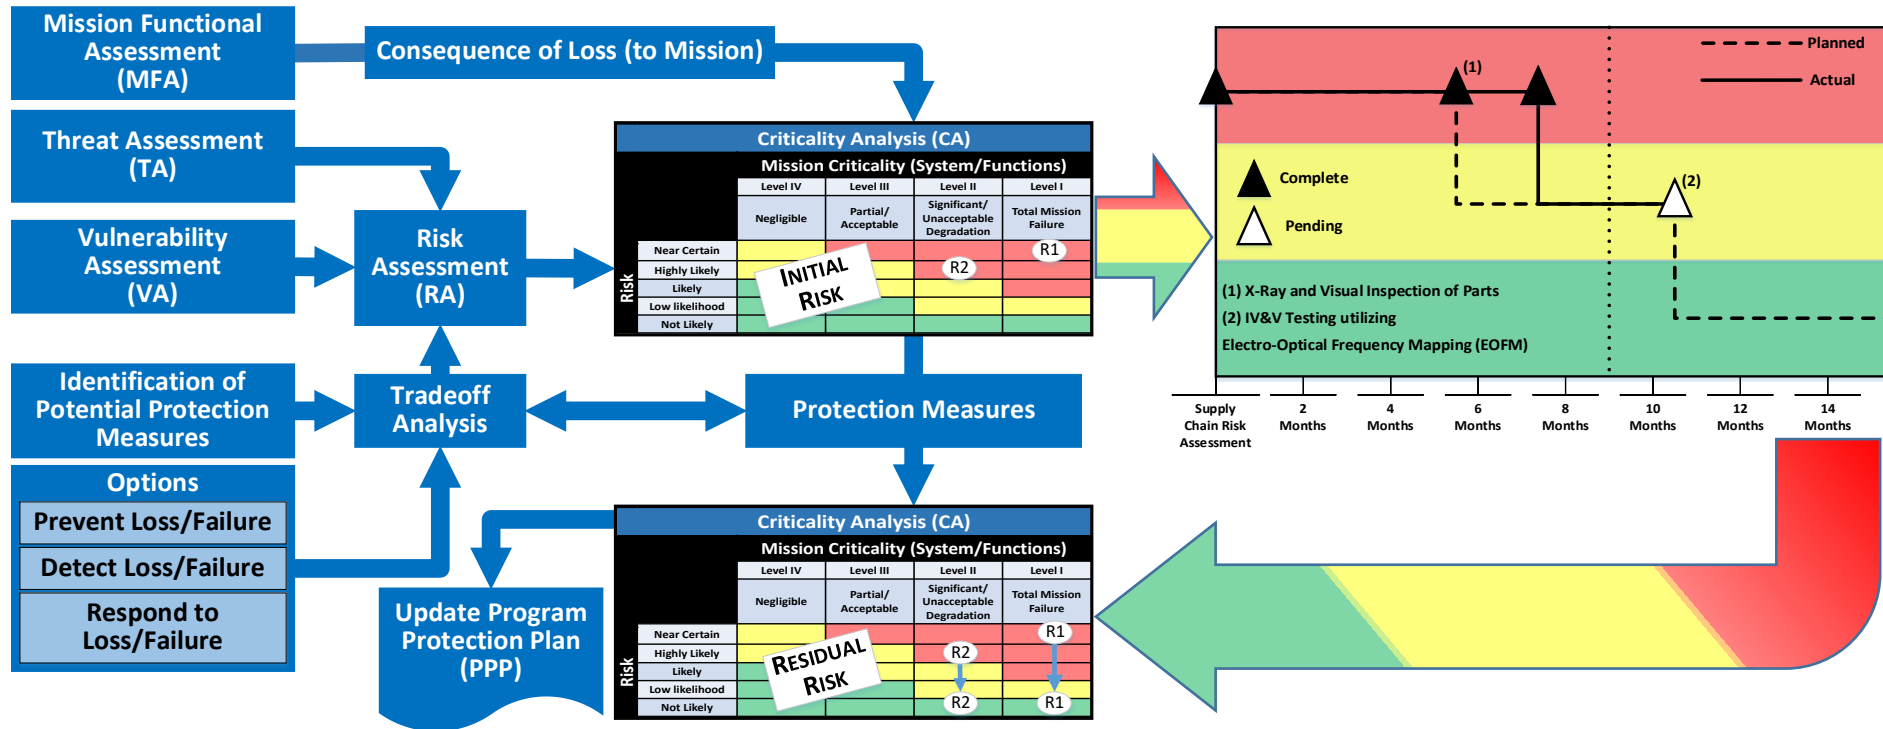 Mission Functional
Assessment
(MFA)
Consequence of Loss (to Mission)
Threat Assessment
(TA)
Vulnerability
Assessment
(VA)
Risk
Assessment
(RA)
Identification of
Potential Protection
Measures
Tradeoff
Analysis
Protection Measures
Options
Prevent Loss/Failure
Detect Loss/Failure
Respond to
Loss/Failure
Update Program
Protection Plan
(PPP)
Criticality Analysis (CA)
Mission Criticality (System/Functions)
Level IV
Level III
Level II
Level I
Negligible
Partial/
Acceptable
Significant/
Unacceptable
Degradation
Total Mission
Failure
Risk
Near Certain
Highly Likely
Likely
Low likelihood
Not Likely
R1
R2
INITIAL
RISK
Criticality Analysis (CA)
Mission Criticality (System/Functions)
Level IV
Level III
Level II
Level I
Negligible
Partial/
Acceptable
Significant/
Unacceptable
Degradation
Total Mission
Failure
Risk
Near Certain
Highly Likely
Likely
Low likelihood
Not Likely
R1
R2
R2
R1
RESIDUAL
RISK
Planned
Actual
(1)
Complete
Pending
(2)
(1) X-Ray and Visual Inspection of Parts
(2) IV&V Testing utilizing
Electro-Optical Frequency Mapping (EOFM)
Supply
Chain Risk
Assessment
2
Months
4
Months
6
Months
8
Months
10
Months
12
Months
14
Months